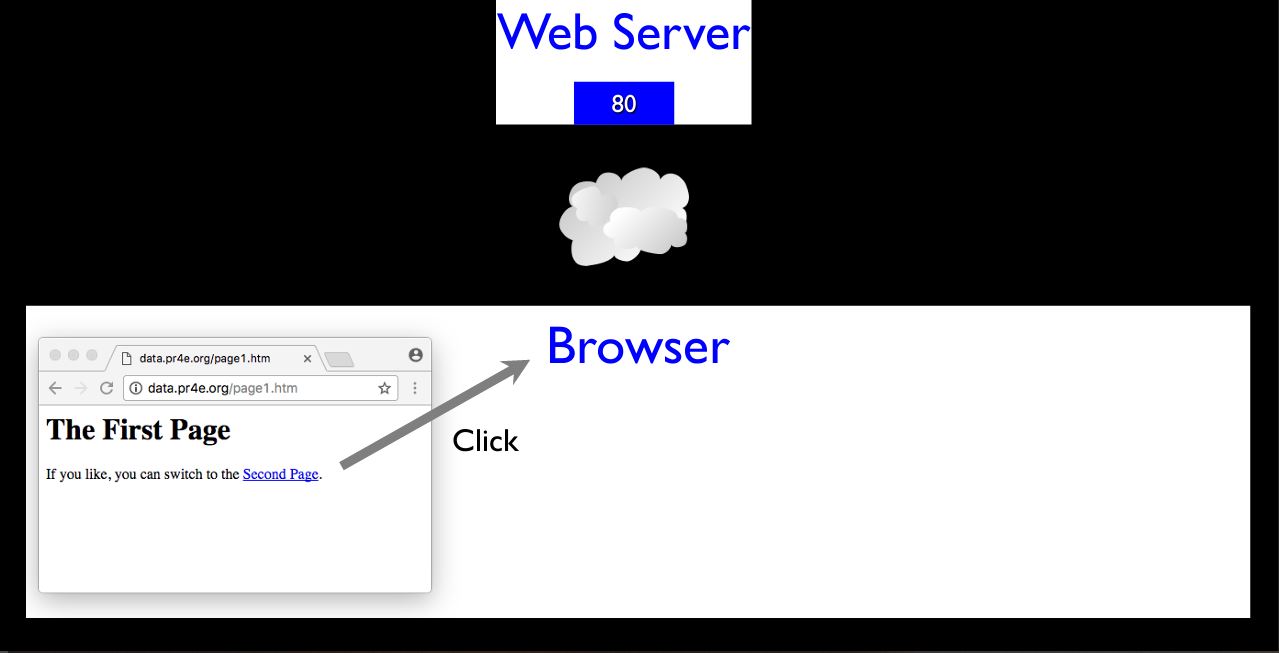 Web Server
80
Browser
data.pr4e.org/page1.htm
data.pr4e.org/page1.htm
The First Page
Click
If you like, you can switch to the Second Page.